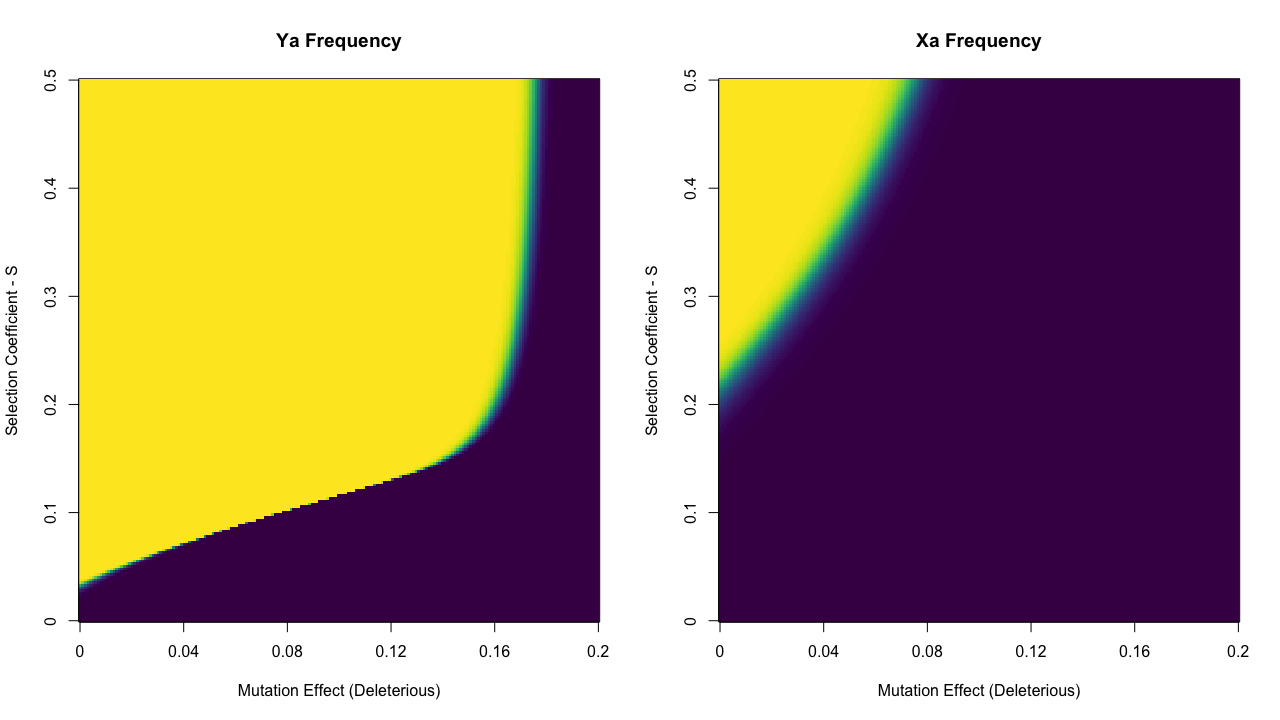 Ya Frequency
Selection Coefficient - S
0.5
0.4
0.3
0.2
0.1
0
0 0.04 0.08 0.12 0.16 0.2
Mutation Effect (Deleterious)
Xa Frequency
Selection Coefficient - S
0.5
0.4
0.3
0.2
0.1
0
0 0.04 0.08 0.12 0.16 0.2
Mutation Effect (Deleterious)